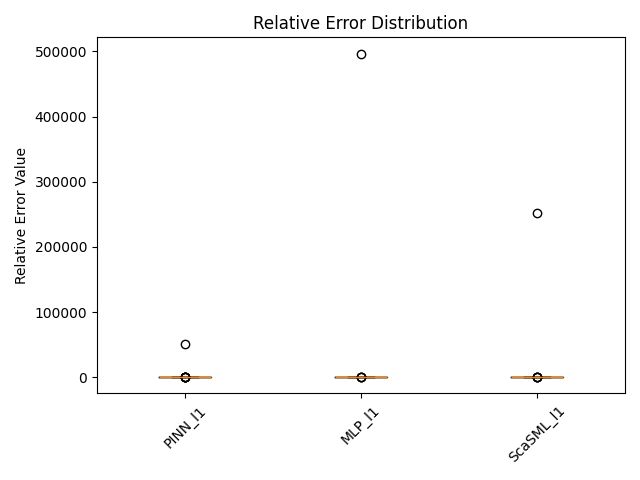 Relative Error Distribution
Relative Error Value
500000
400000
300000
200000
100000
0
PINN_l1
MLP_l1
ScaSML_l1